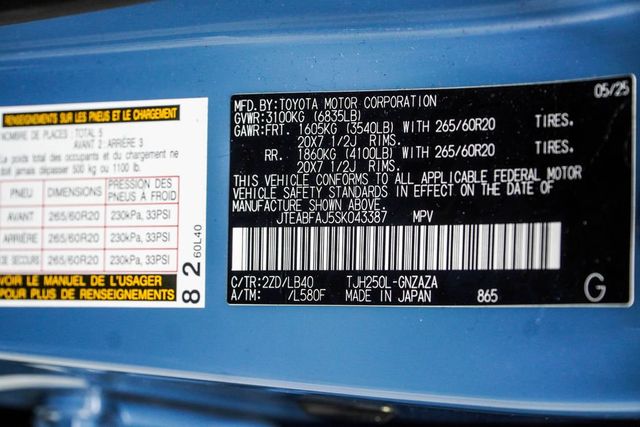 RENSEIGNEMENTS SUR LES PNEUS ET LE CHARGEMENT
NOMBRE DE PLACES: TOTAL 5
AVANT 2: ARRIÈRE 3
Le poids total des occupants et du chargement ne
doit jamais dépasser 500 kg ou 1100 lb.
PNEU DIMENSIONS PRESSION DES PNEUS À FROID
AVANT 265/60R20 230kPa, 33PSI
ARRIÈRE 265/60R20 230kPa, 33PSI
DE SECOURS 265/60R20 230kPa, 33PSI
VOIR LE MANUEL DE L'USAGER
POUR PLUS DE RENSEIGNEMENTS
82 60L40
MFD. BY: TOYOTA MOTOR CORPORATION 05/25
GVWR: 3100KG (6835LB)
GAWR: FRT. 1605KG (3540LB) WITH 265/60R20 TIRES.
20X7 1/2J RIMS.
RR. 1860KG (4100LB) WITH 265/60R20 TIRES.
20X7 1/2J RIMS.
THIS VEHICLE CONFORMS TO ALL APPLICABLE FEDERAL MOTOR
VEHICLE SAFETY STANDARDS IN EFFECT ON THE DATE OF
MANUFACTURE SHOWN ABOVE.
JTEABFAJ5SK043387 MPV
C/TR: 2ZD/LB40 TJH250L-GNZAZA
A/TM: /L580F MADE IN JAPAN 865 G